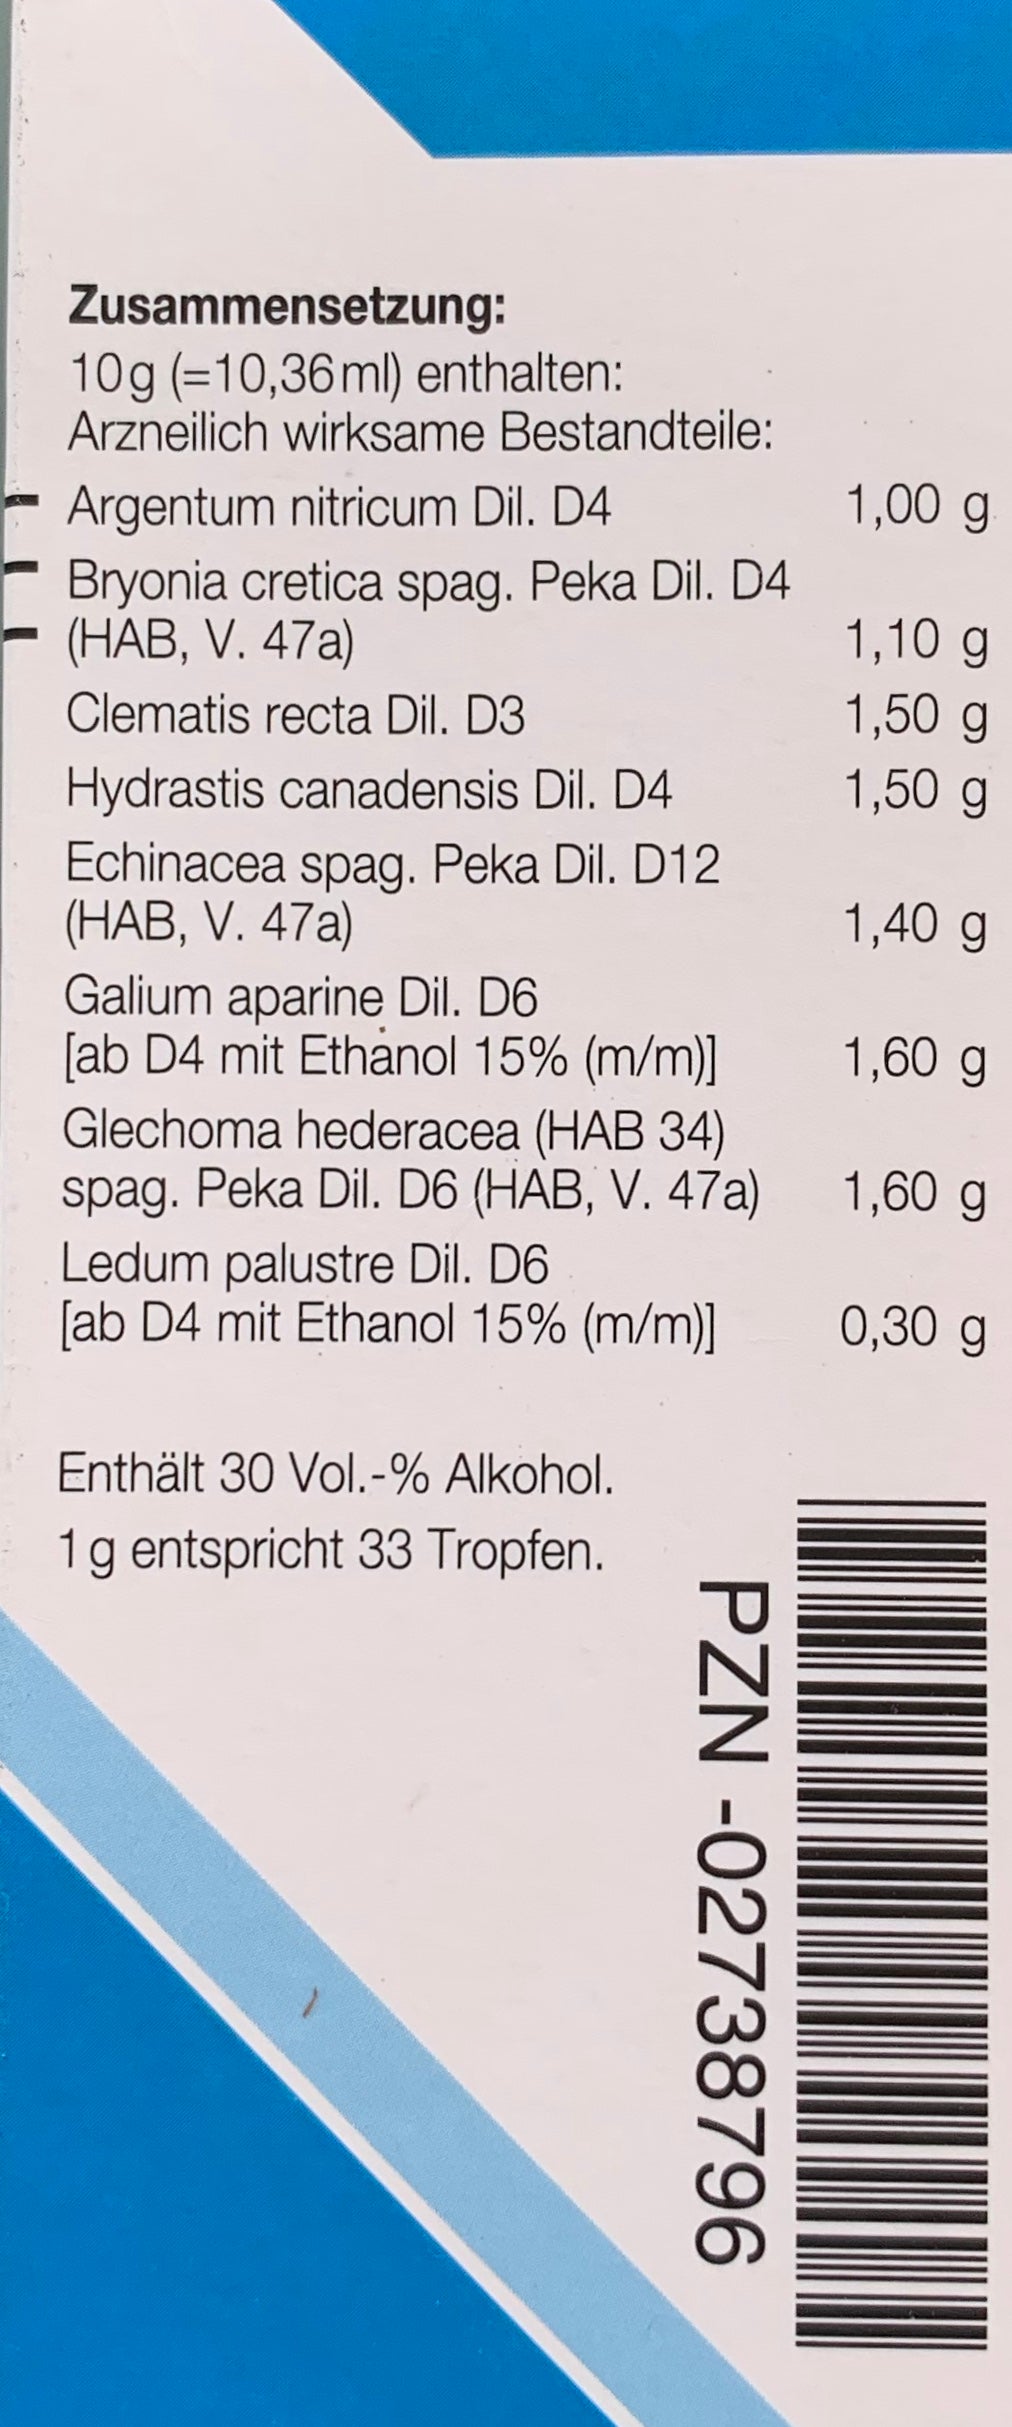 Zusammensetzung:
10g (=10,36ml) enthalten:
Arzneilich wirksame Bestandteile:
Argentum nitricum Dil. D4 1,00 g
Bryonia cretica spag. Peka Dil. D4
(HAB, V. 47a) 1,10 g
Clematis recta Dil. D3 1,50 g
Hydrastis canadensis Dil. D4 1,50 g
Echinacea spag. Peka Dil. D12
(HAB, V. 47a) 1,40 g
Galium aparine Dil. D6
[ab D4 mit Ethanol 15% (m/m)] 1,60 g
Glechoma hederacea (HAB 34)
spag. Peka Dil. D6 (HAB, V. 47a) 1,60 g
Ledum palustre Dil. D6
[ab D4 mit Ethanol 15% (m/m)] 0,30 g
Enthält 30 Vol.-% Alkohol.
1g entspricht 33 Tropfen.
PZN -02738796